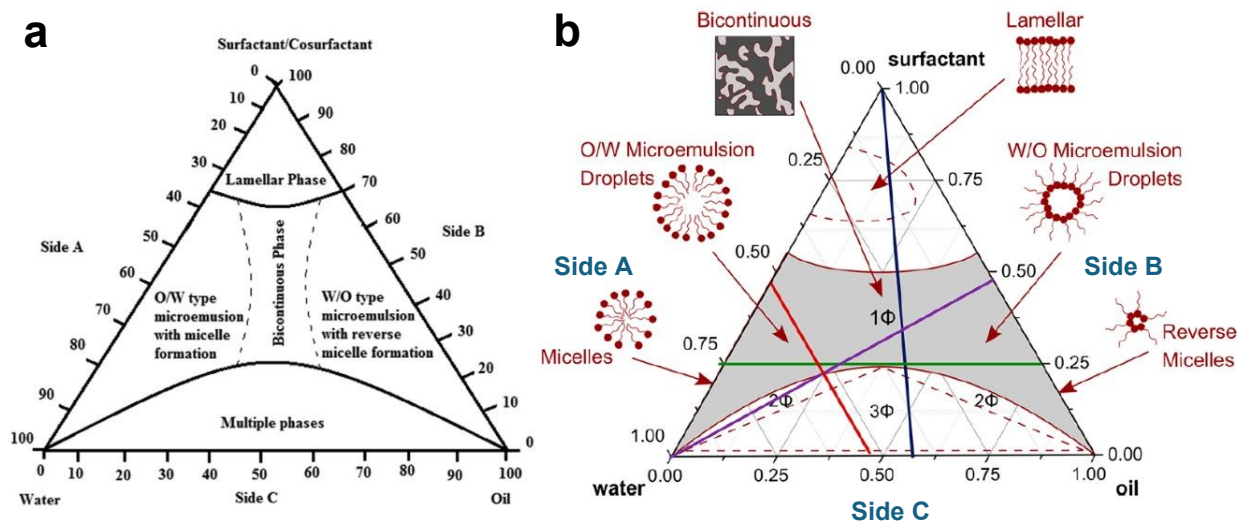 a
Surfactant/Cosurfactant
0
100
10
90
20
80
30
70
40
60
50
50
60
40
70
30
80
20
90
10
100
0
Lamellar Phase
Side A
Side B
Bicontinuous Phase
O/W type
microemusion
with micelle
formation
W/O type
microemulsion
with reverse
micelle formation
Multiple phases
0
10
20
30
40
50
60
70
80
90
100
Water
Side C
Oil
b
Bicontinuous
Lamellar
surfactant
0.00
1.00
O/W Microemulsion
Droplets
W/O Microemulsion
Droplets
0.25
0.75
Side A
0.50
0.50
Side B
1Φ
Micelles
0.75
0.25
Reverse
Micelles
2Φ
3Φ
2Φ
1.00
0.00
0.00
0.25
0.50
0.75
1.00
water
oil
Side C